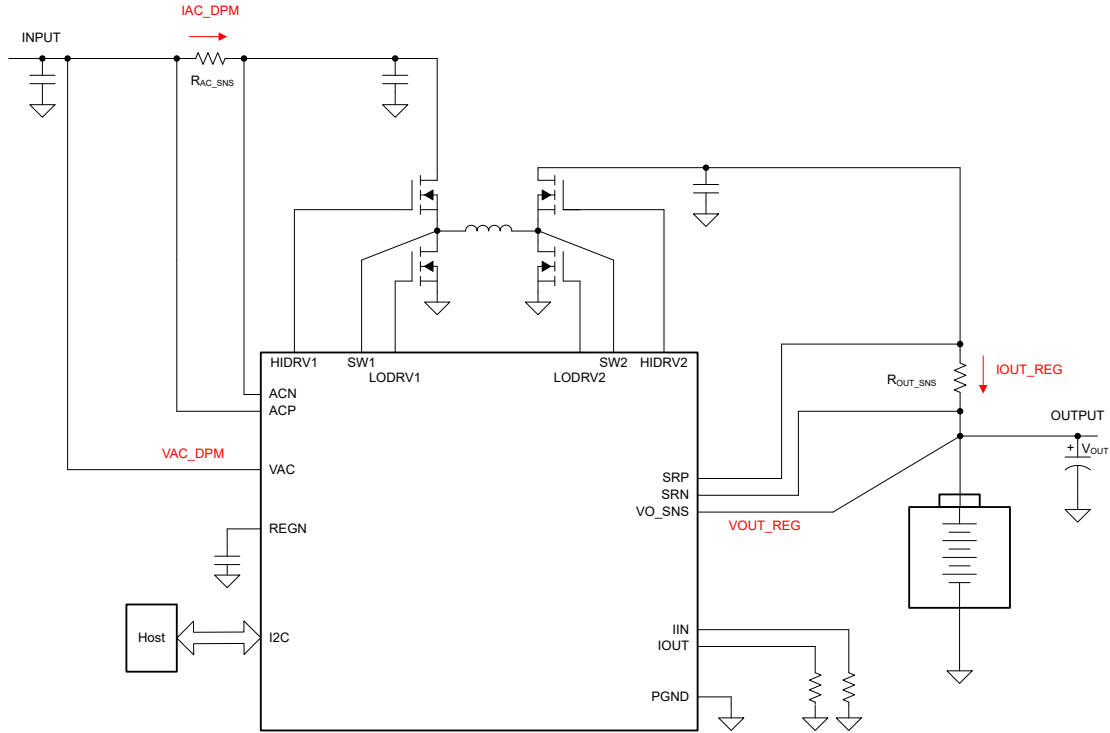 IAC_DPM
INPUT
RAC_SNS
HIDRV1
SW1
SW2
HIDRV2
LODRV1
LODRV2
ROUT_SNS
IOUT_REG
ACN
ACP
OUTPUT
+ VOUT
VAC_DPM
VAC
SRP
SRN
VO_SNS
VOUT_REG
REGN
Host
I2C
IIN
IOUT
PGND